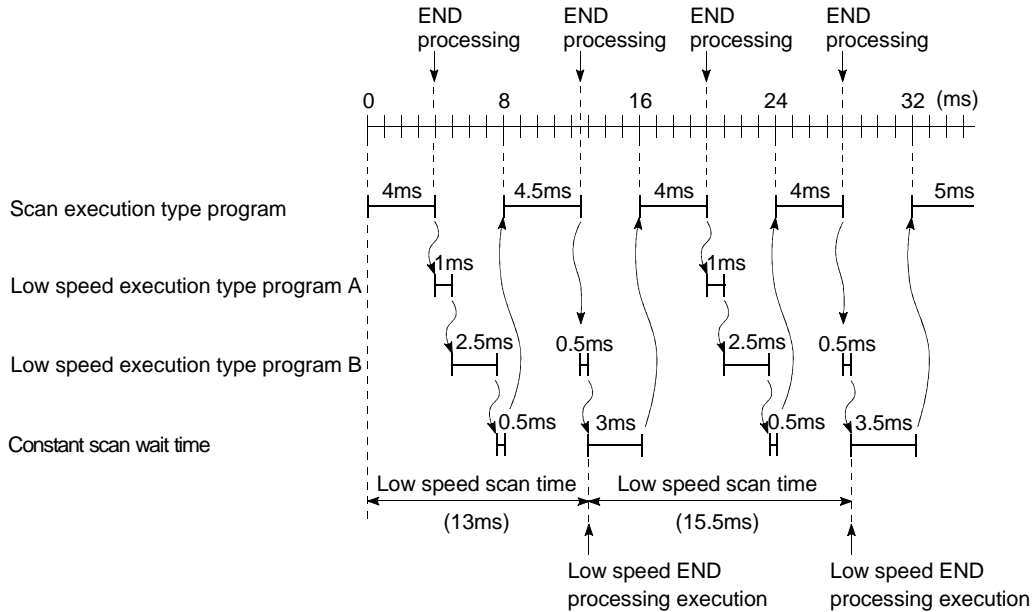 END processing
END processing
END processing
END processing
0 8 16 24 32 (ms)
Scan execution type program
4ms 4.5ms 4ms 4ms 5ms
Low speed execution type program A
1ms 1ms
Low speed execution type program B
2.5ms 0.5ms 2.5ms 0.5ms
Constant scan wait time
0.5ms 3ms 0.5ms 3.5ms
Low speed scan time Low speed scan time
(13ms) (15.5ms)
Low speed END
processing execution
Low speed END
processing execution